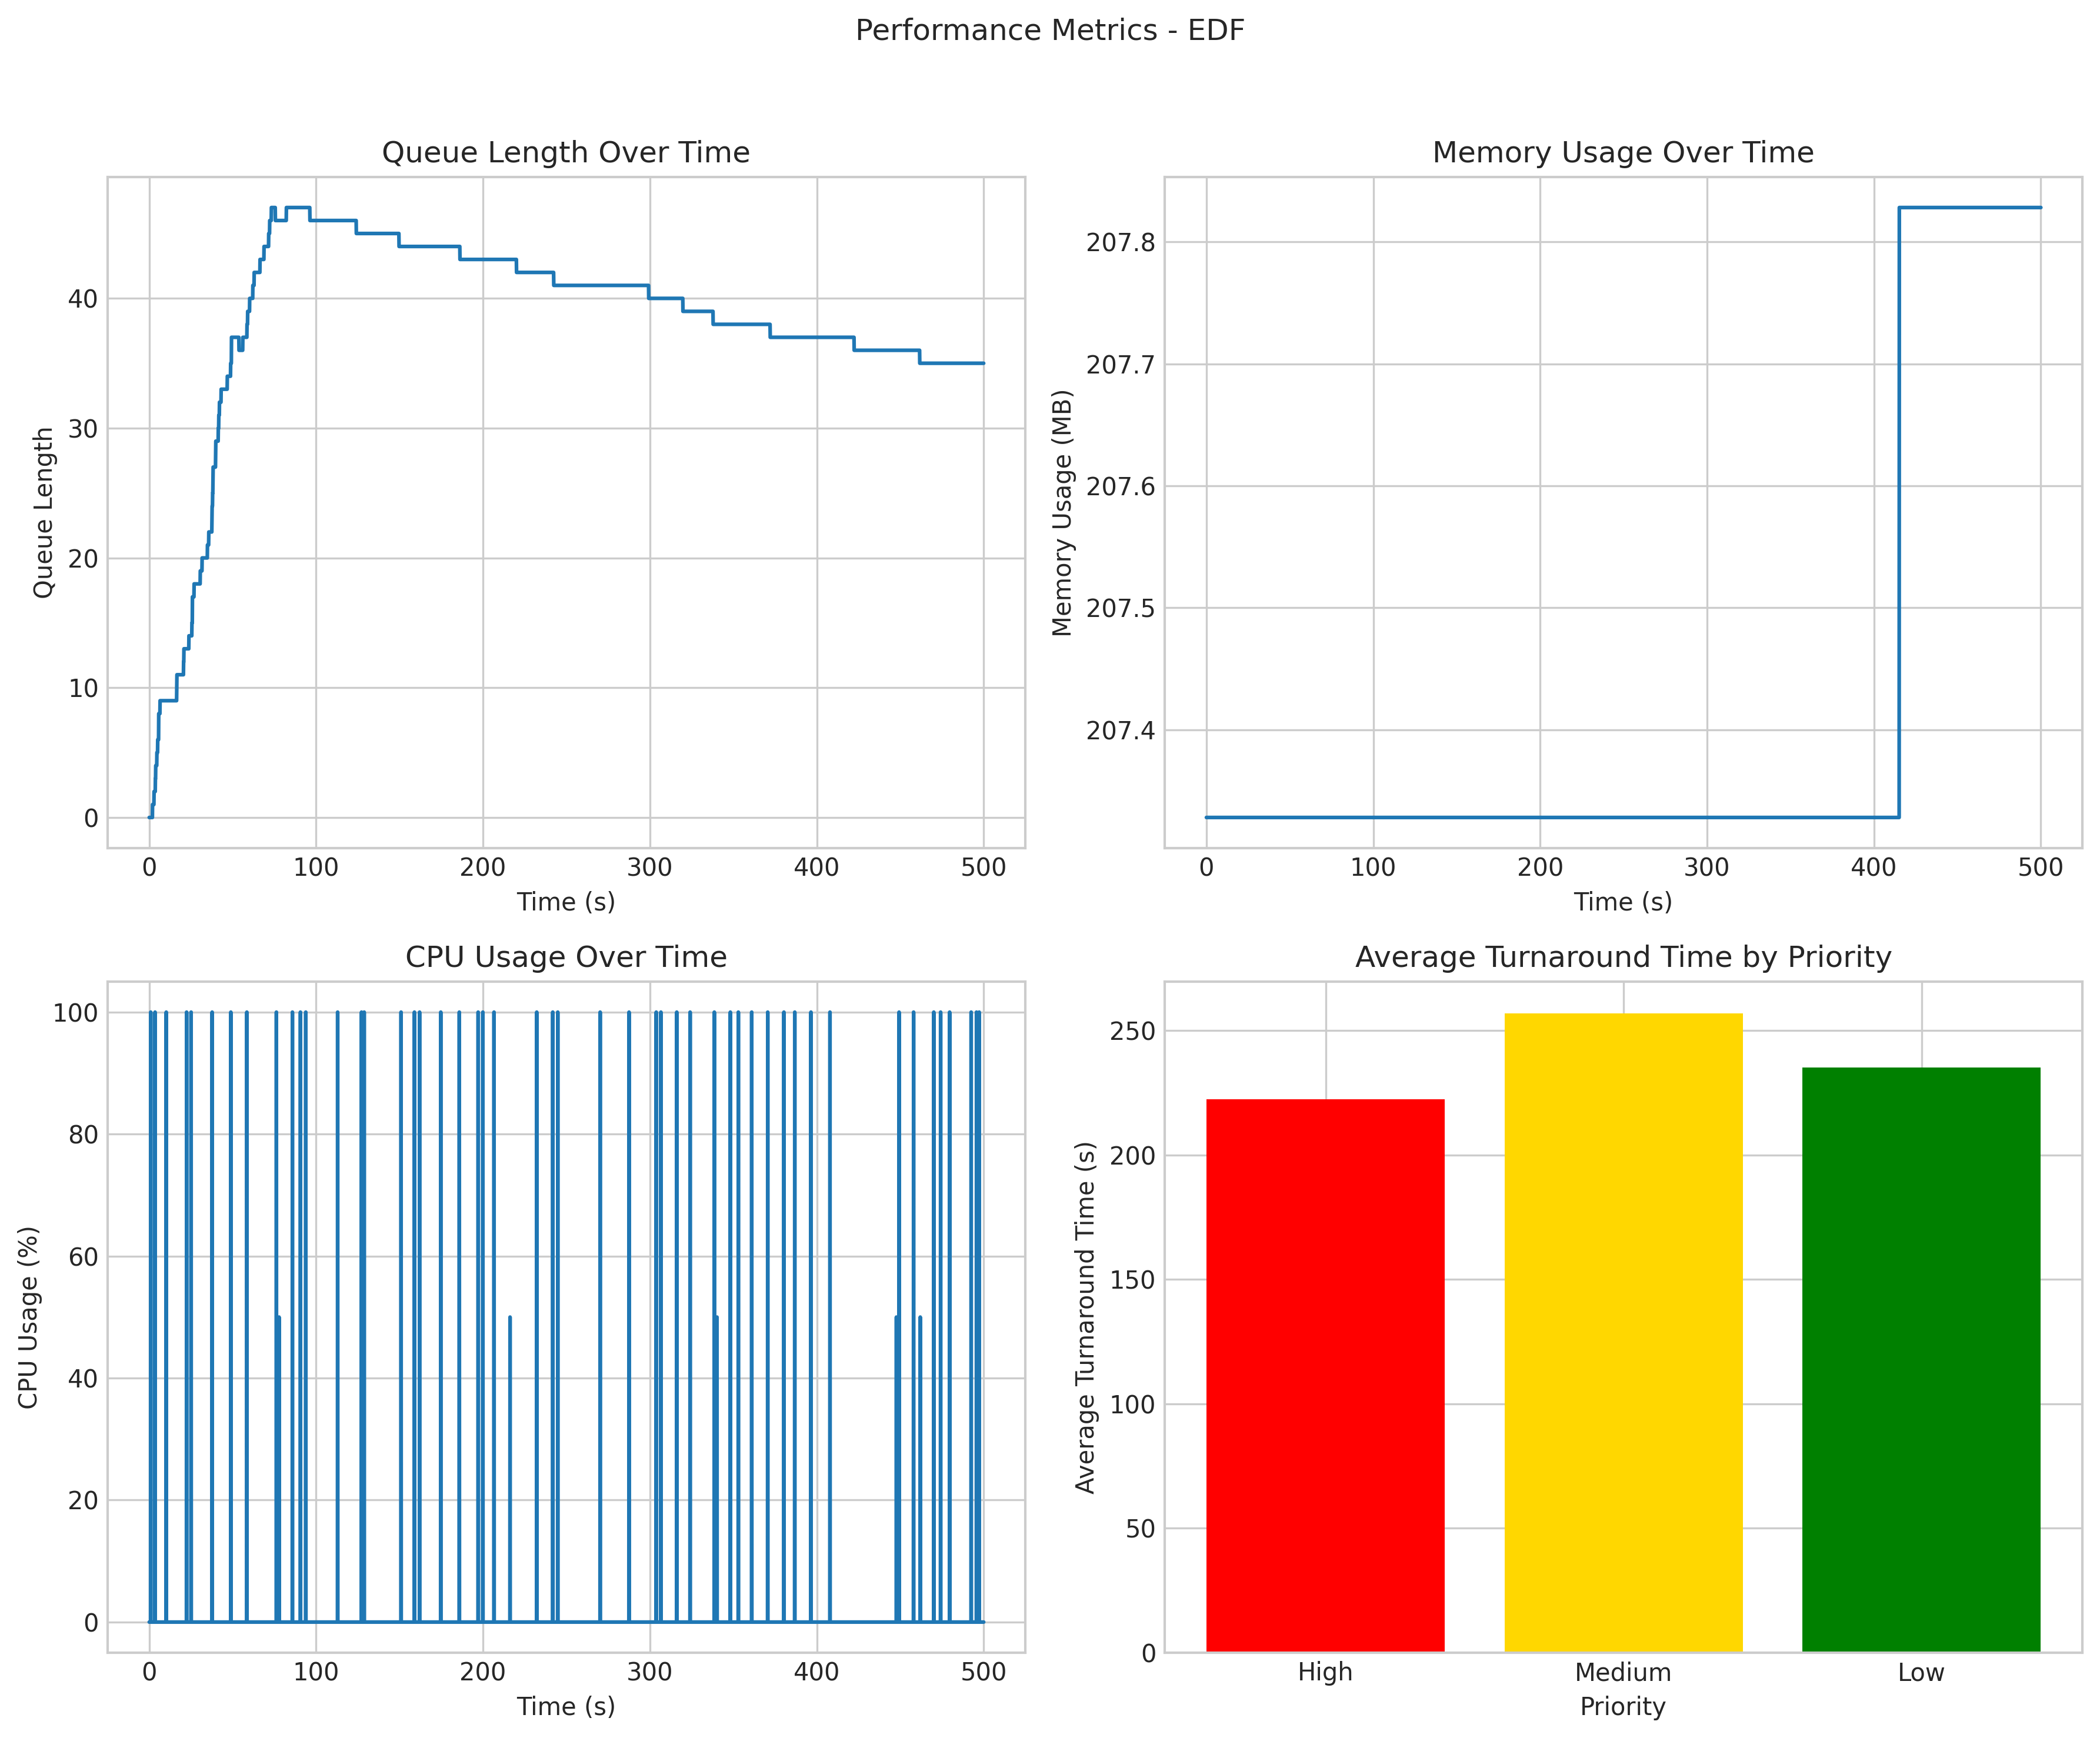 Performance Metrics - EDF
Queue Length Over Time
Queue Length
40
30
20
10
0
0 100 200 300 400 500
Time (s)
Memory Usage Over Time
Memory Usage (MB)
207.8
207.7
207.6
207.5
207.4
0 100 200 300 400 500
Time (s)
CPU Usage Over Time
CPU Usage (%)
100
80
60
40
20
0
0 100 200 300 400 500
Time (s)
Average Turnaround Time by Priority
Average Turnaround Time (s)
250
200
150
100
50
0
High Medium Low
Priority